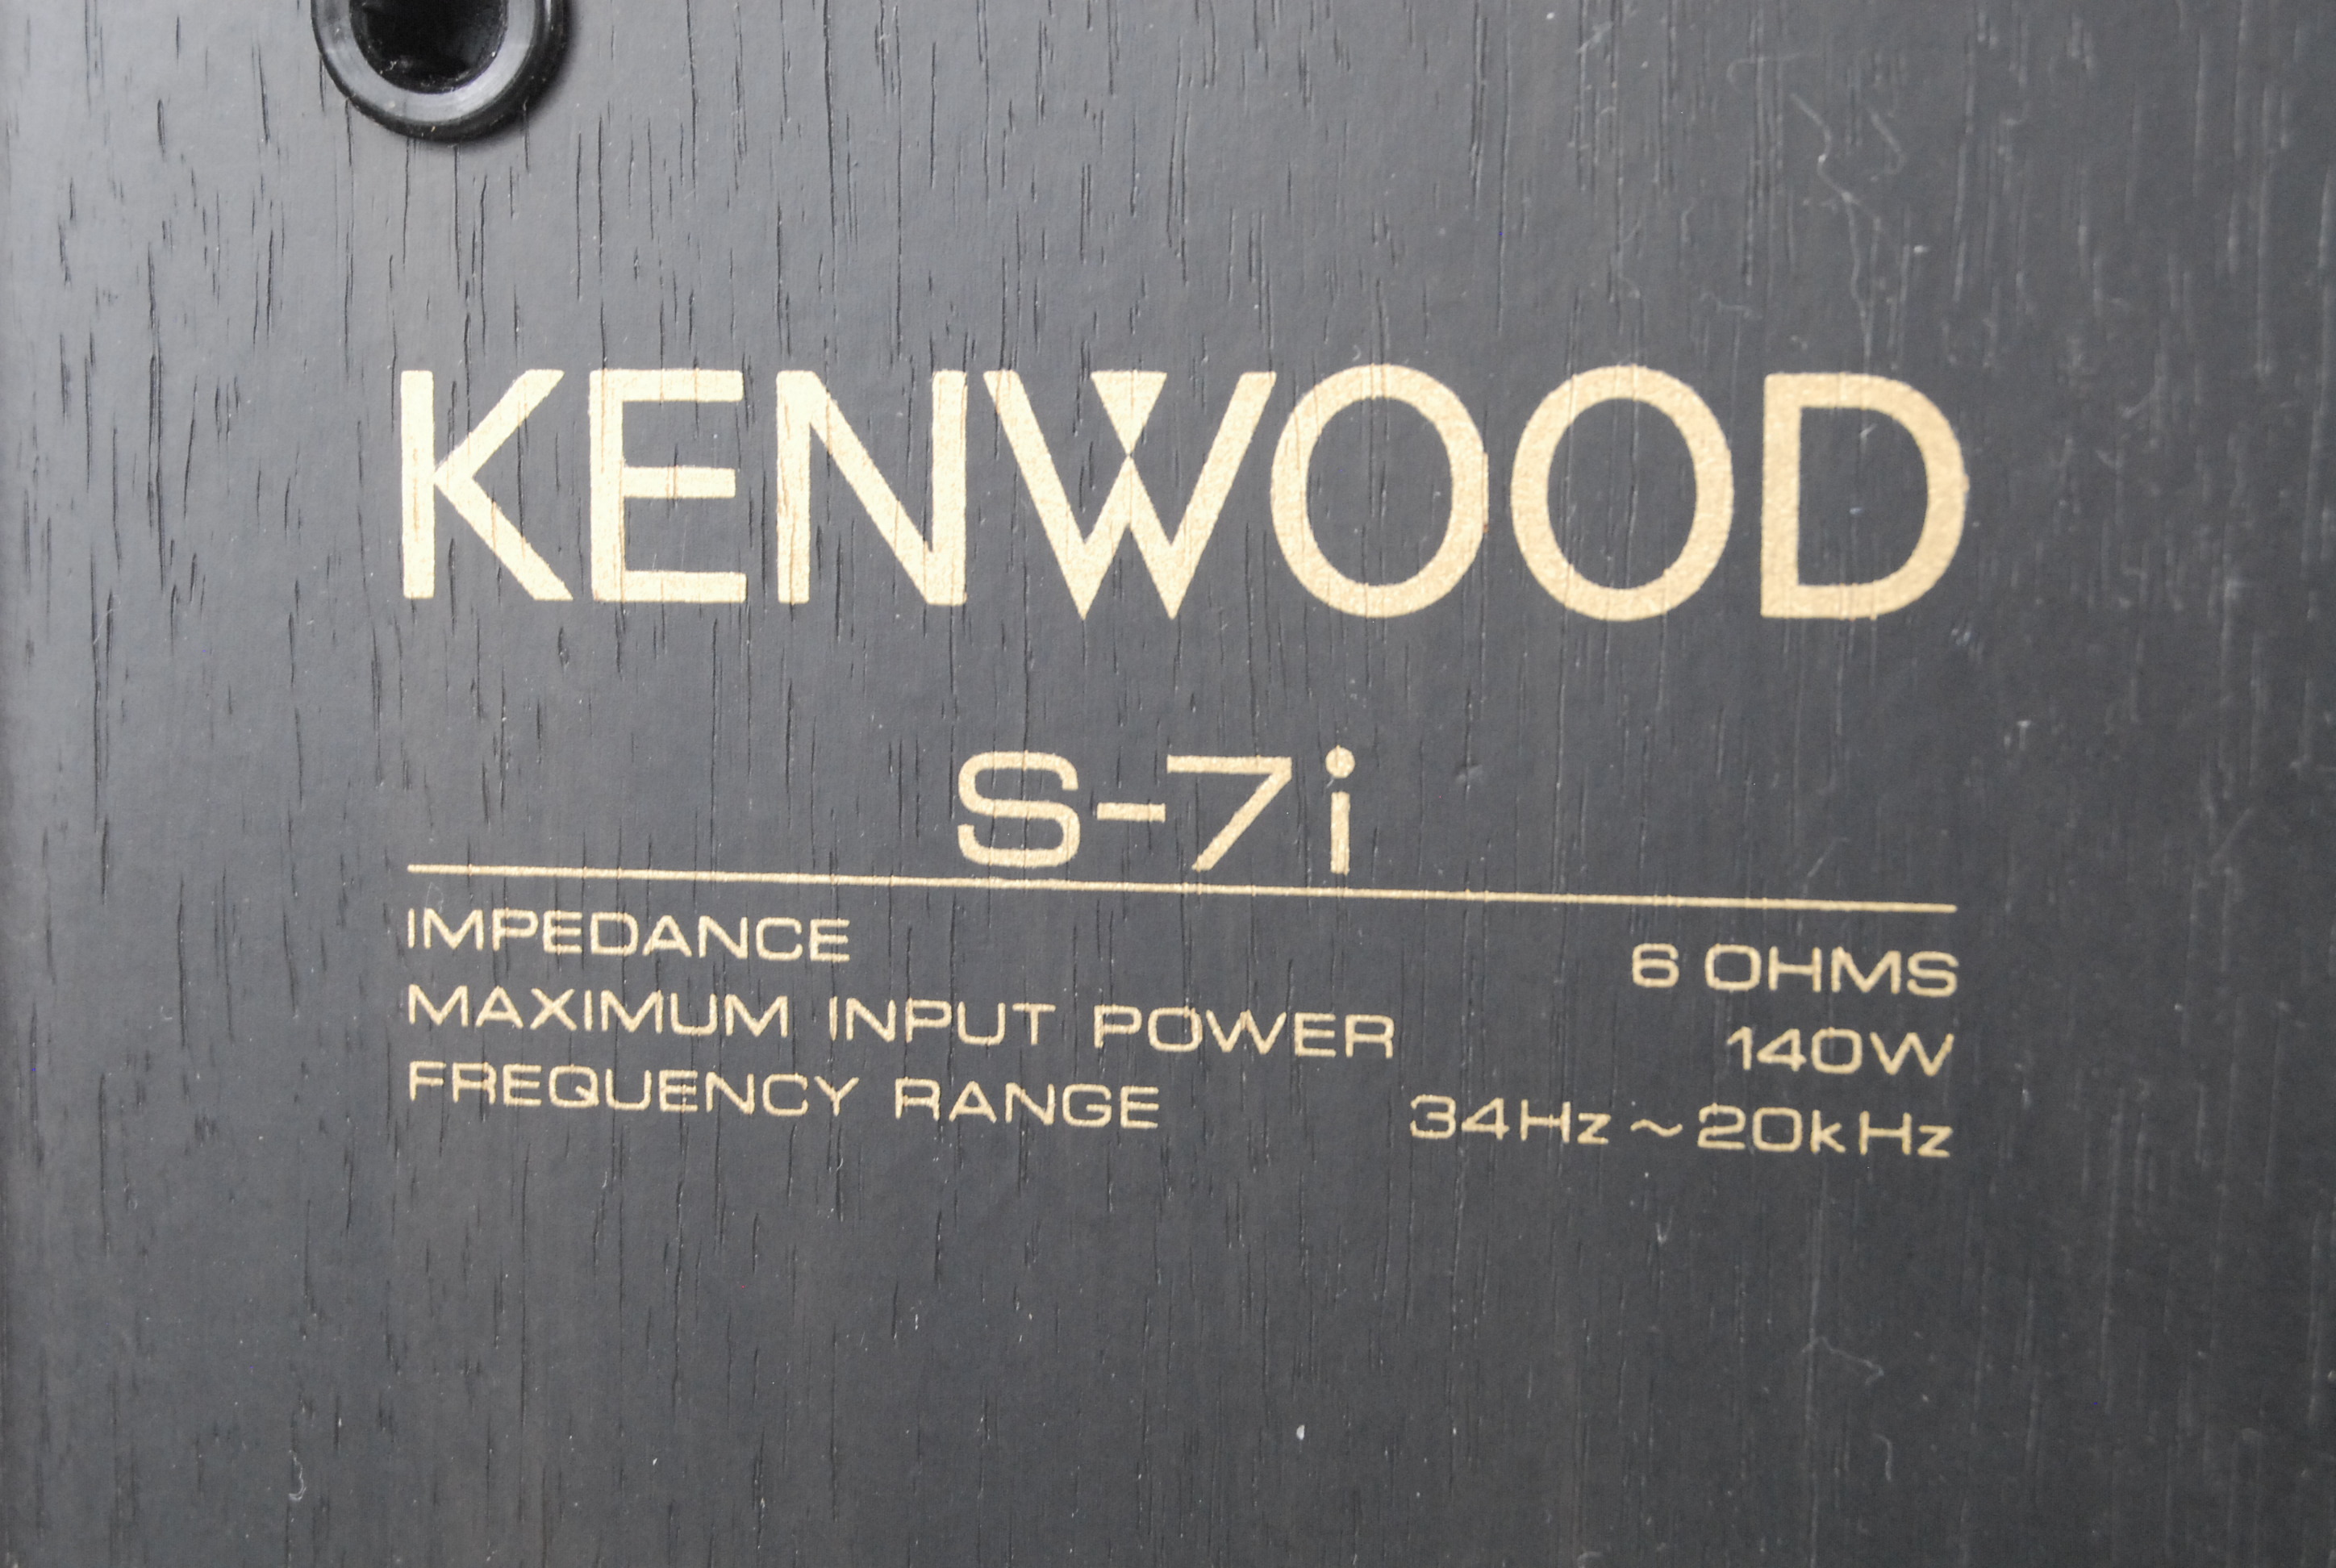 KENWOOD
S-7i
IMPEDANCE 6 OHMS
MAXIMUM INPUT POWER 140W
FREQUENCY RANGE 34Hz~20kHz